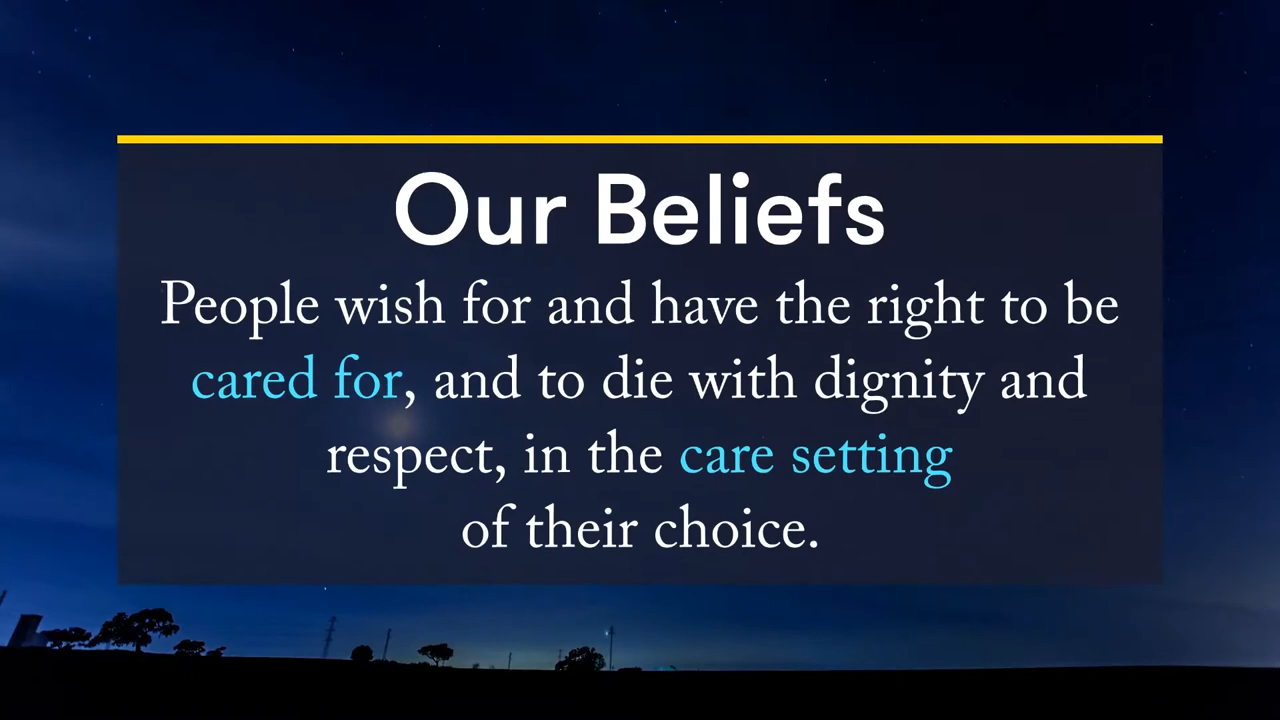 Our Beliefs
People wish for and have the right to be
cared for, and to die with dignity and
respect, in the care setting
of their choice.